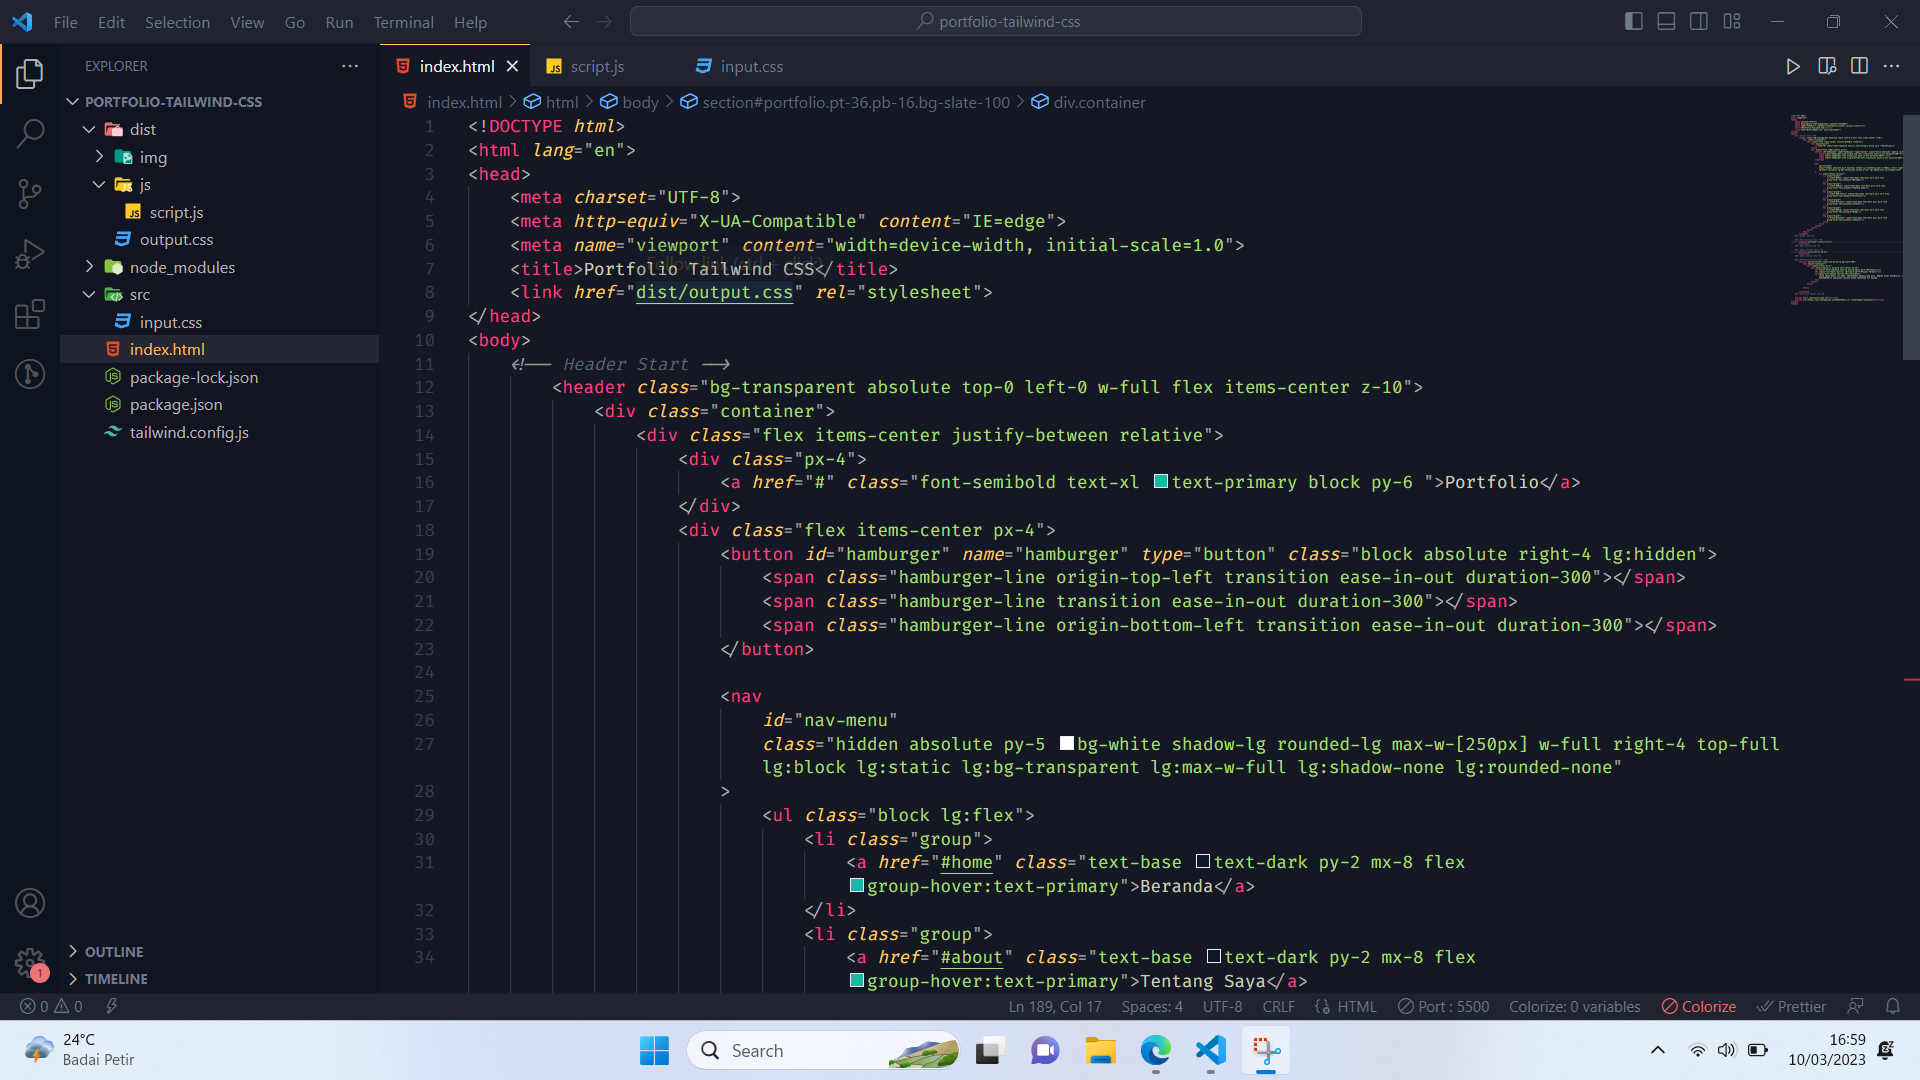 File Edit Selection View Go Run Terminal Help
portfolio-tailwind-css
EXPLORER
PORTFOLIO-TAILWIND-CSS
dist
img
js
script.js
output.css
node_modules
src
input.css
index.html
package-lock.json
package.json
tailwind.config.js
OUTLINE
TIMELINE
1
index.html script.js input.css
index.html > html > body > section#portfolio.pt-36.pb-16.bg-slate-100 > div.container
1 <!DOCTYPE html>
2 <html lang="en">
3 <head>
4 <meta charset="UTF-8">
5 <meta http-equiv="X-UA-Compatible" content="IE=edge">
6 <meta name="viewport" content="width=device-width, initial-scale=1.0">
Follow link (ctrl + click)
7 <title>Portfolio Tailwind CSS</title>
8 <link href="dist/output.css" rel="stylesheet">
9 </head>
10 <body>
11 <!-- Header Start -->
12 <header class="bg-transparent absolute top-0 left-0 w-full flex items-center z-10">
13 <div class="container">
14 <div class="flex items-center justify-between relative">
15 <div class="px-4">
16 <a href="#" class="font-semibold text-xl text-primary block py-6 ">Portfolio</a>
17 </div>
18 <div class="flex items-center px-4">
19 <button id="hamburger" name="hamburger" type="button" class="block absolute right-4 lg:hidden">
20 <span class="hamburger-line origin-top-left transition ease-in-out duration-300"></span>
21 <span class="hamburger-line transition ease-in-out duration-300"></span>
22 <span class="hamburger-line origin-bottom-left transition ease-in-out duration-300"></span>
23 </button>
24
25 <nav
26 id="nav-menu"
27 class="hidden absolute py-5 bg-white shadow-lg rounded-lg max-w-[250px] w-full right-4 top-full
lg:block lg:static lg:bg-transparent lg:max-w-full lg:shadow-none lg:rounded-none"
28 >
29 <ul class="block lg:flex">
30 <li class="group">
31 <a href="#home" class="text-base text-dark py-2 mx-8 flex
group-hover:text-primary">Beranda</a>
32 </li>
33 <li class="group">
34 <a href="#about" class="text-base text-dark py-2 mx-8 flex
group-hover:text-primary">Tentang Saya</a>
0 0 Ln 189, Col 17 Spaces: 4 UTF-8 CRLF HTML Port : 5500 Colorize: 0 variables Colorize Prettier
24°C
Badai Petir
Search
16:59
10/03/2023